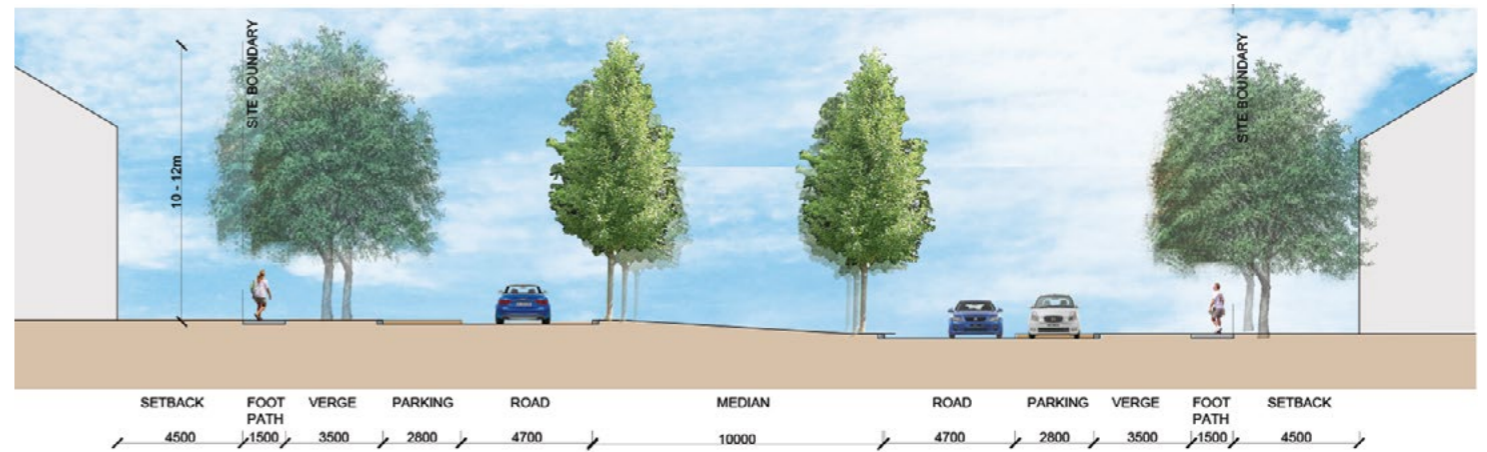 SITE BOUNDARY
SITE BOUNDARY
10 - 12m
SETBACK FOOT PATH VERGE PARKING ROAD MEDIAN ROAD PARKING VERGE FOOT PATH SETBACK
4500 1500 3500 2800 4700 10000 4700 2800 3500 1500 4500